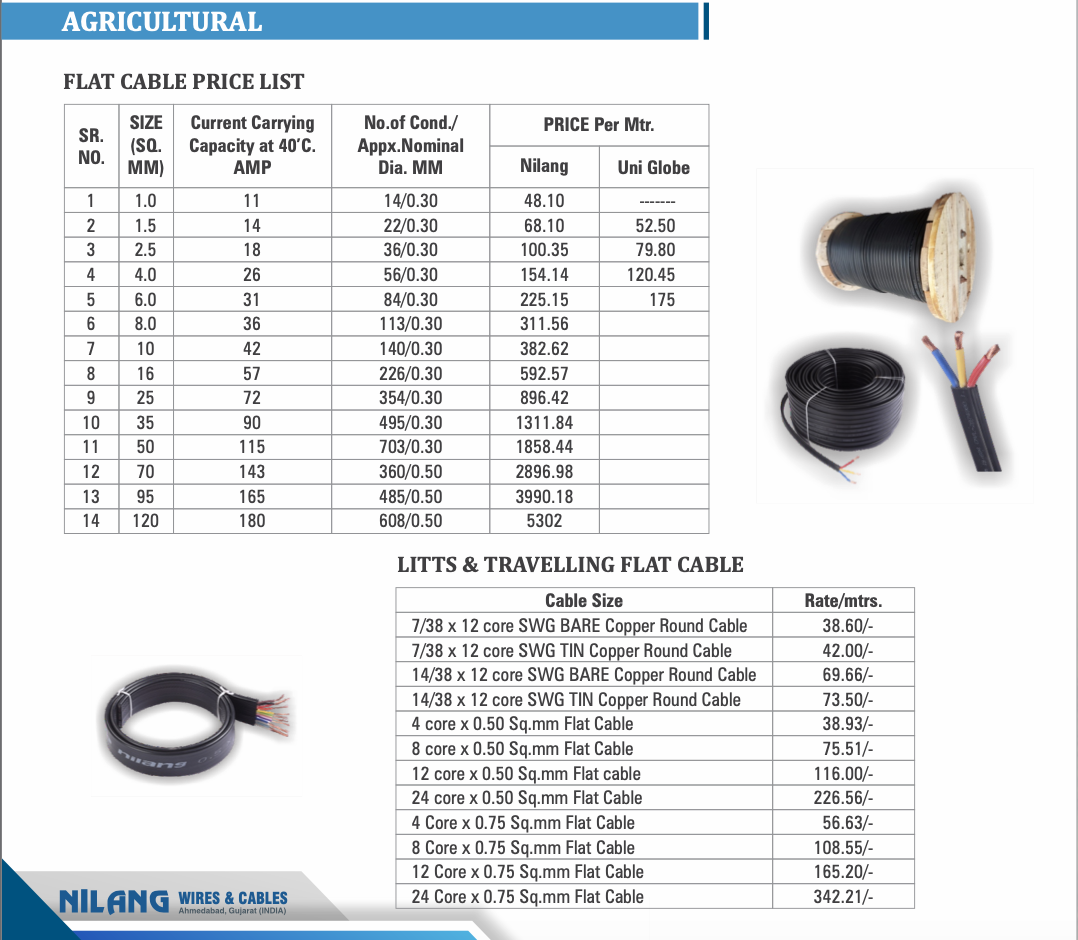 AGRICULTURAL
FLAT CABLE PRICE LIST
SR. NO. SIZE (SQ. MM) Current Carrying Capacity at 40'C. AMP No.of Cond./ Appx.Nominal Dia. MM PRICE Per Mtr.
Nilang Uni Globe
1 1.0 11 14/0.30 48.10 -------
2 1.5 14 22/0.30 68.10 52.50
3 2.5 18 36/0.30 100.35 79.80
4 4.0 26 56/0.30 154.14 120.45
5 6.0 31 84/0.30 225.15 175
6 8.0 36 113/0.30 311.56
7 10 42 140/0.30 382.62
8 16 57 226/0.30 592.57
9 25 72 354/0.30 896.42
10 35 90 495/0.30 1311.84
11 50 115 703/0.30 1858.44
12 70 143 360/0.50 2896.98
13 95 165 485/0.50 3990.18
14 120 180 608/0.50 5302
LITTS & TRAVELLING FLAT CABLE
Cable Size Rate/mtrs.
7/38 x 12 core SWG BARE Copper Round Cable 38.60/-
7/38 x 12 core SWG TIN Copper Round Cable 42.00/-
14/38 x 12 core SWG BARE Copper Round Cable 69.66/-
14/38 x 12 core SWG TIN Copper Round Cable 73.50/-
4 core x 0.50 Sq.mm Flat Cable 38.93/-
8 core x 0.50 Sq.mm Flat Cable 75.51/-
12 core x 0.50 Sq.mm Flat cable 116.00/-
24 core x 0.50 Sq.mm Flat Cable 226.56/-
4 Core x 0.75 Sq.mm Flat Cable 56.63/-
8 Core x 0.75 Sq.mm Flat Cable 108.55/-
12 Core x 0.75 Sq.mm Flat Cable 165.20/-
24 Core x 0.75 Sq.mm Flat Cable 342.21/-
nilang
NILANG WIRES & CABLES
Ahmedabad, Gujarat (INDIA)